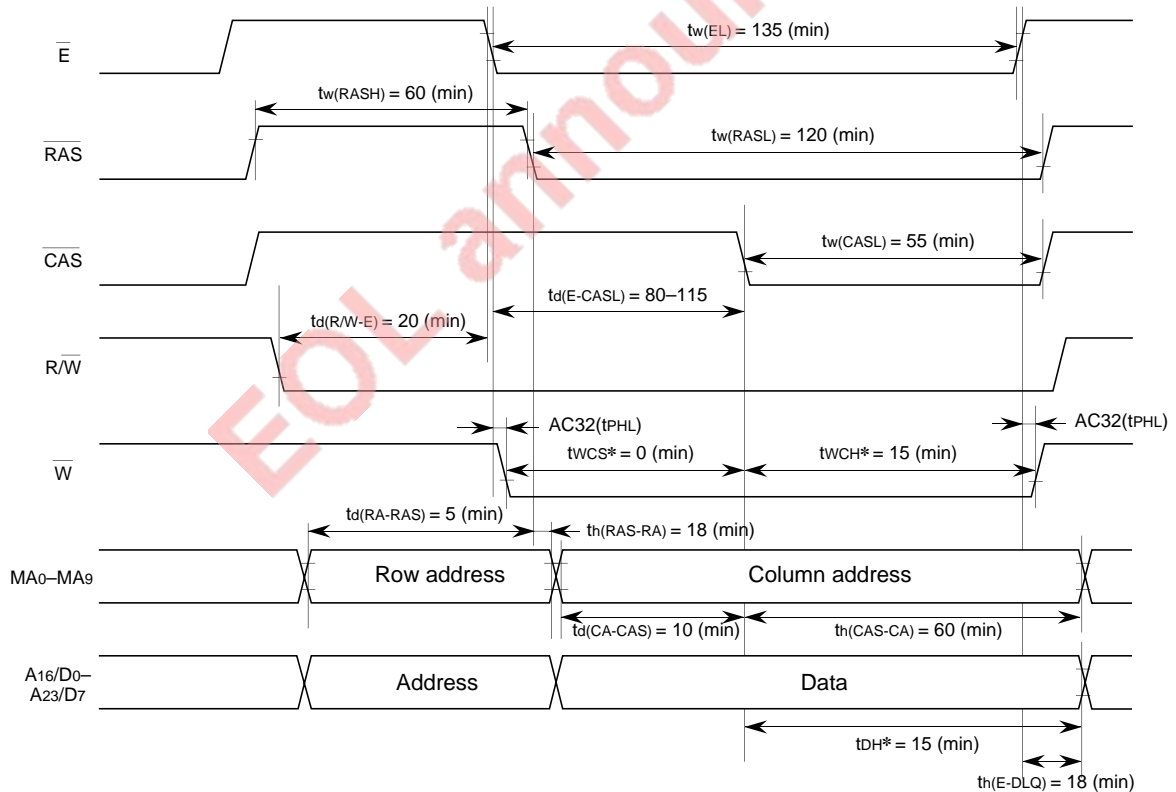 E
tw(EL) = 135 (min)
tw(RASH) = 60 (min)
RAS
tw(RASL) = 120 (min)
CAS
tw(CASL) = 55 (min)
td(E-CASL) = 80–115
td(R/W-E) = 20 (min)
R/W
AC32(tPHL)
AC32(tPHL)
W
tWCS* = 0 (min)
tWCH* = 15 (min)
td(RA-RAS) = 5 (min)
th(RAS-RA) = 18 (min)
MA0–MA9
Row address
Column address
td(CA-CAS) = 10 (min)
th(CAS-CA) = 60 (min)
A16/D0–
A23/D7
Address
Data
tDH* = 15 (min)
th(E-DLQ) = 18 (min)
EOL annou